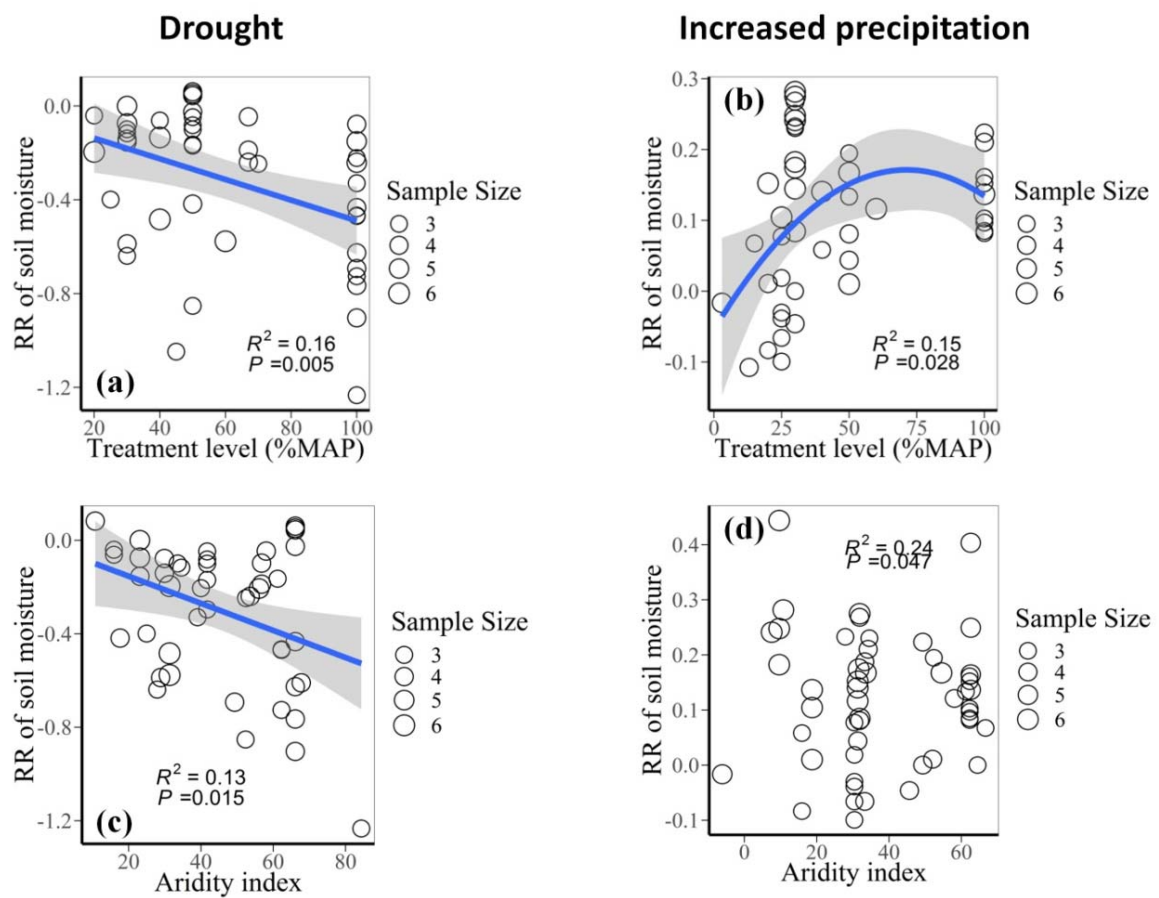 Drought
Increased precipitation
0.0
-0.4
-0.8
-1.2
RR of soil moisture
(a)
R² = 0.16
P =0.005
20 40 60 80 100
Treatment level (%MAP)
Sample Size
3
4
5
6
0.3
0.2
0.1
0.0
-0.1
RR of soil moisture
(b)
R² = 0.15
P =0.028
0 25 50 75 100
Treatment level (%MAP)
Sample Size
3
4
5
6
0.0
-0.4
-0.8
-1.2
RR of soil moisture
(c)
R² = 0.13
P =0.015
20 40 60 80
Aridity index
Sample Size
3
4
5
6
0.4
0.3
0.2
0.1
0.0
-0.1
RR of soil moisture
(d)
R² = 0.24
P =0.047
0 20 40 60
Aridity index
Sample Size
3
4
5
6